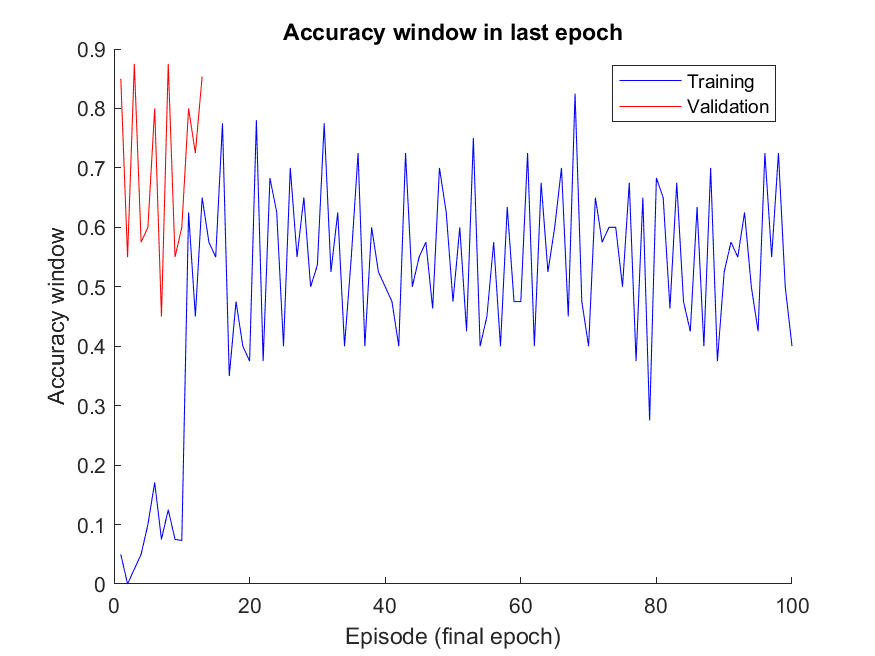 Accuracy window in last epoch
Training
Validation
Accuracy window
0.9
0.8
0.7
0.6
0.5
0.4
0.3
0.2
0.1
0
0 20 40 60 80 100
Episode (final epoch)